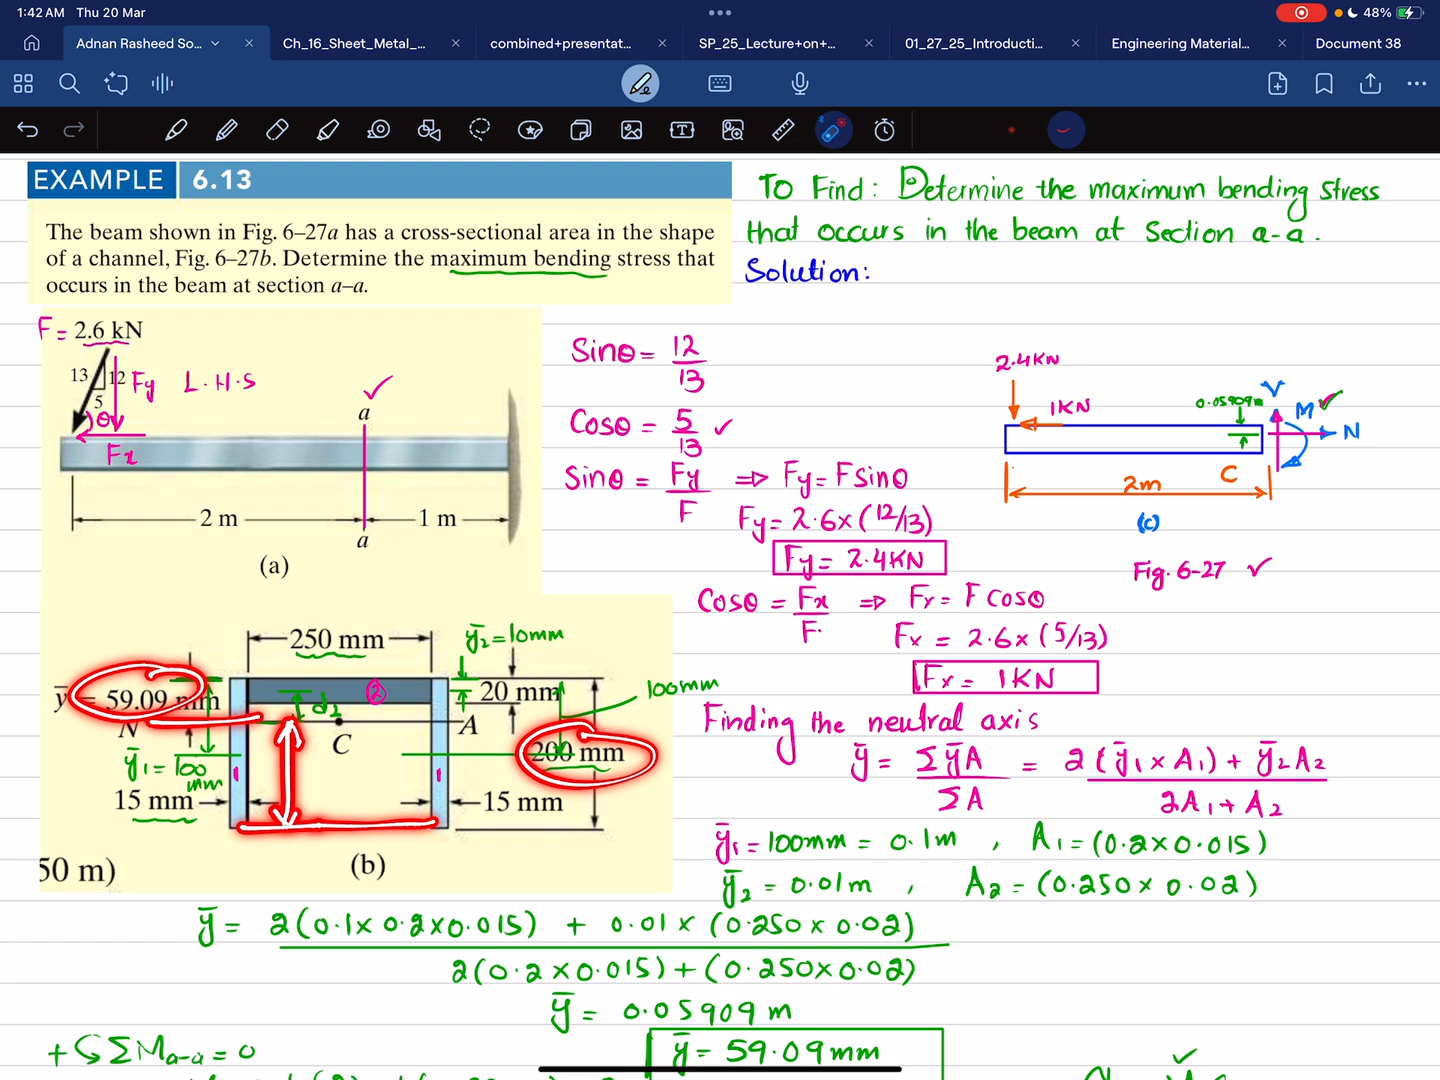 1:42 AM Thu 20 Mar
48%
Adnan Rasheed So...
Ch_16_Sheet_Metal_...
combined+presentat...
SP_25_Lecture+on+...
01_27_25_Introducti...
Engineering Material...
Document 38
EXAMPLE 6.13
The beam shown in Fig. 6–27a has a cross-sectional area in the shape
of a channel, Fig. 6–27b. Determine the maximum bending stress that
occurs in the beam at section a–a.
To Find: Determine the maximum bending stress
that occurs in the beam at section a-a.
Solution:
F = 2.6 kN
13 12 Fy L.H.S
5
θ
Fx
a
2 m 1 m
a
(a)
Sinθ = 12/13
Cosθ = 5/13 ✓
Sinθ = Fy/F ⇒ Fy = F sinθ
Fy = 2.6 x (12/13)
Fy = 2.4KN
Cosθ = Fx/F ⇒ Fx = F cosθ
Fx = 2.6 x (5/13)
Fx = 1KN
2.4KN
1KN
0.05909m
V
M
N
2m C
(c)
Fig. 6-27 ✓
250 mm
ȳ2 = 10mm
ȳ = 59.09 mm
d2
2
20 mm
100mm
N A
C
200 mm
ȳ1 = 100 mm
1 1
15 mm 15 mm
50 m) (b)
Finding the neutral axis
ȳ = ΣȳA/ΣA = 2(ȳ1 x A1) + ȳ2A2 / 2A1 + A2
ȳ1 = 100mm = 0.1m , A1 = (0.2 x 0.015)
ȳ2 = 0.01m , A2 = (0.250 x 0.02)
ȳ = 2(0.1 x 0.2 x 0.015) + 0.01 x (0.250 x 0.02)
2(0.2 x 0.015) + (0.250 x 0.02)
ȳ = 0.05909 m
ȳ = 59.09mm
+ ΣMa-a = 0